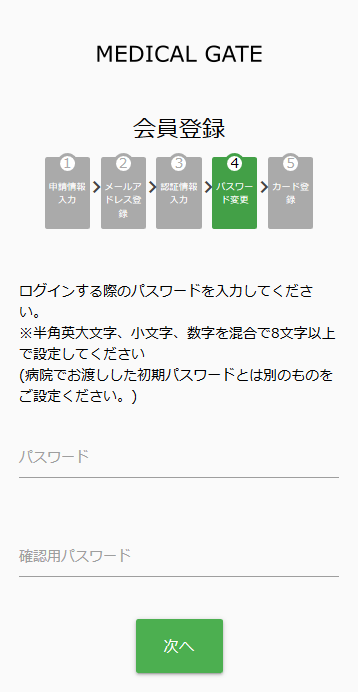 MEDICAL GATE
会員登録
1
申請情報
入力
2
メールア
ドレス登
録
3
認証情報
入力
4
パスワー
ド変更
5
カード登
録
ログインする際のパスワードを入力してくださ
い。
※半角英大文字、小文字、数字を混合で8文字以上
で設定してください
(病院でお渡しした初期パスワードとは別のものを
ご設定ください。)
パスワード
確認用パスワード
次へ